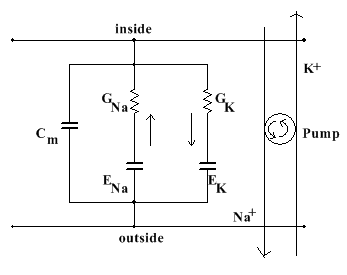 inside
K+
G Na
G K
C m
Pump
E Na
E K
Na+
outside